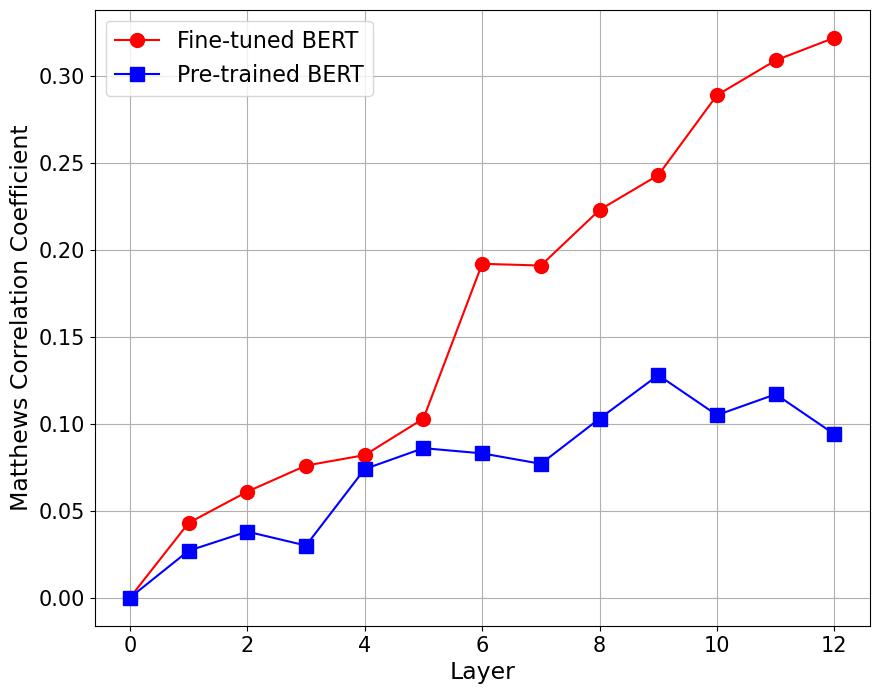 Fine-tuned BERT
Pre-trained BERT
Matthews Correlation Coefficient
0.30
0.25
0.20
0.15
0.10
0.05
0.00
0 2 4 6 8 10 12
Layer